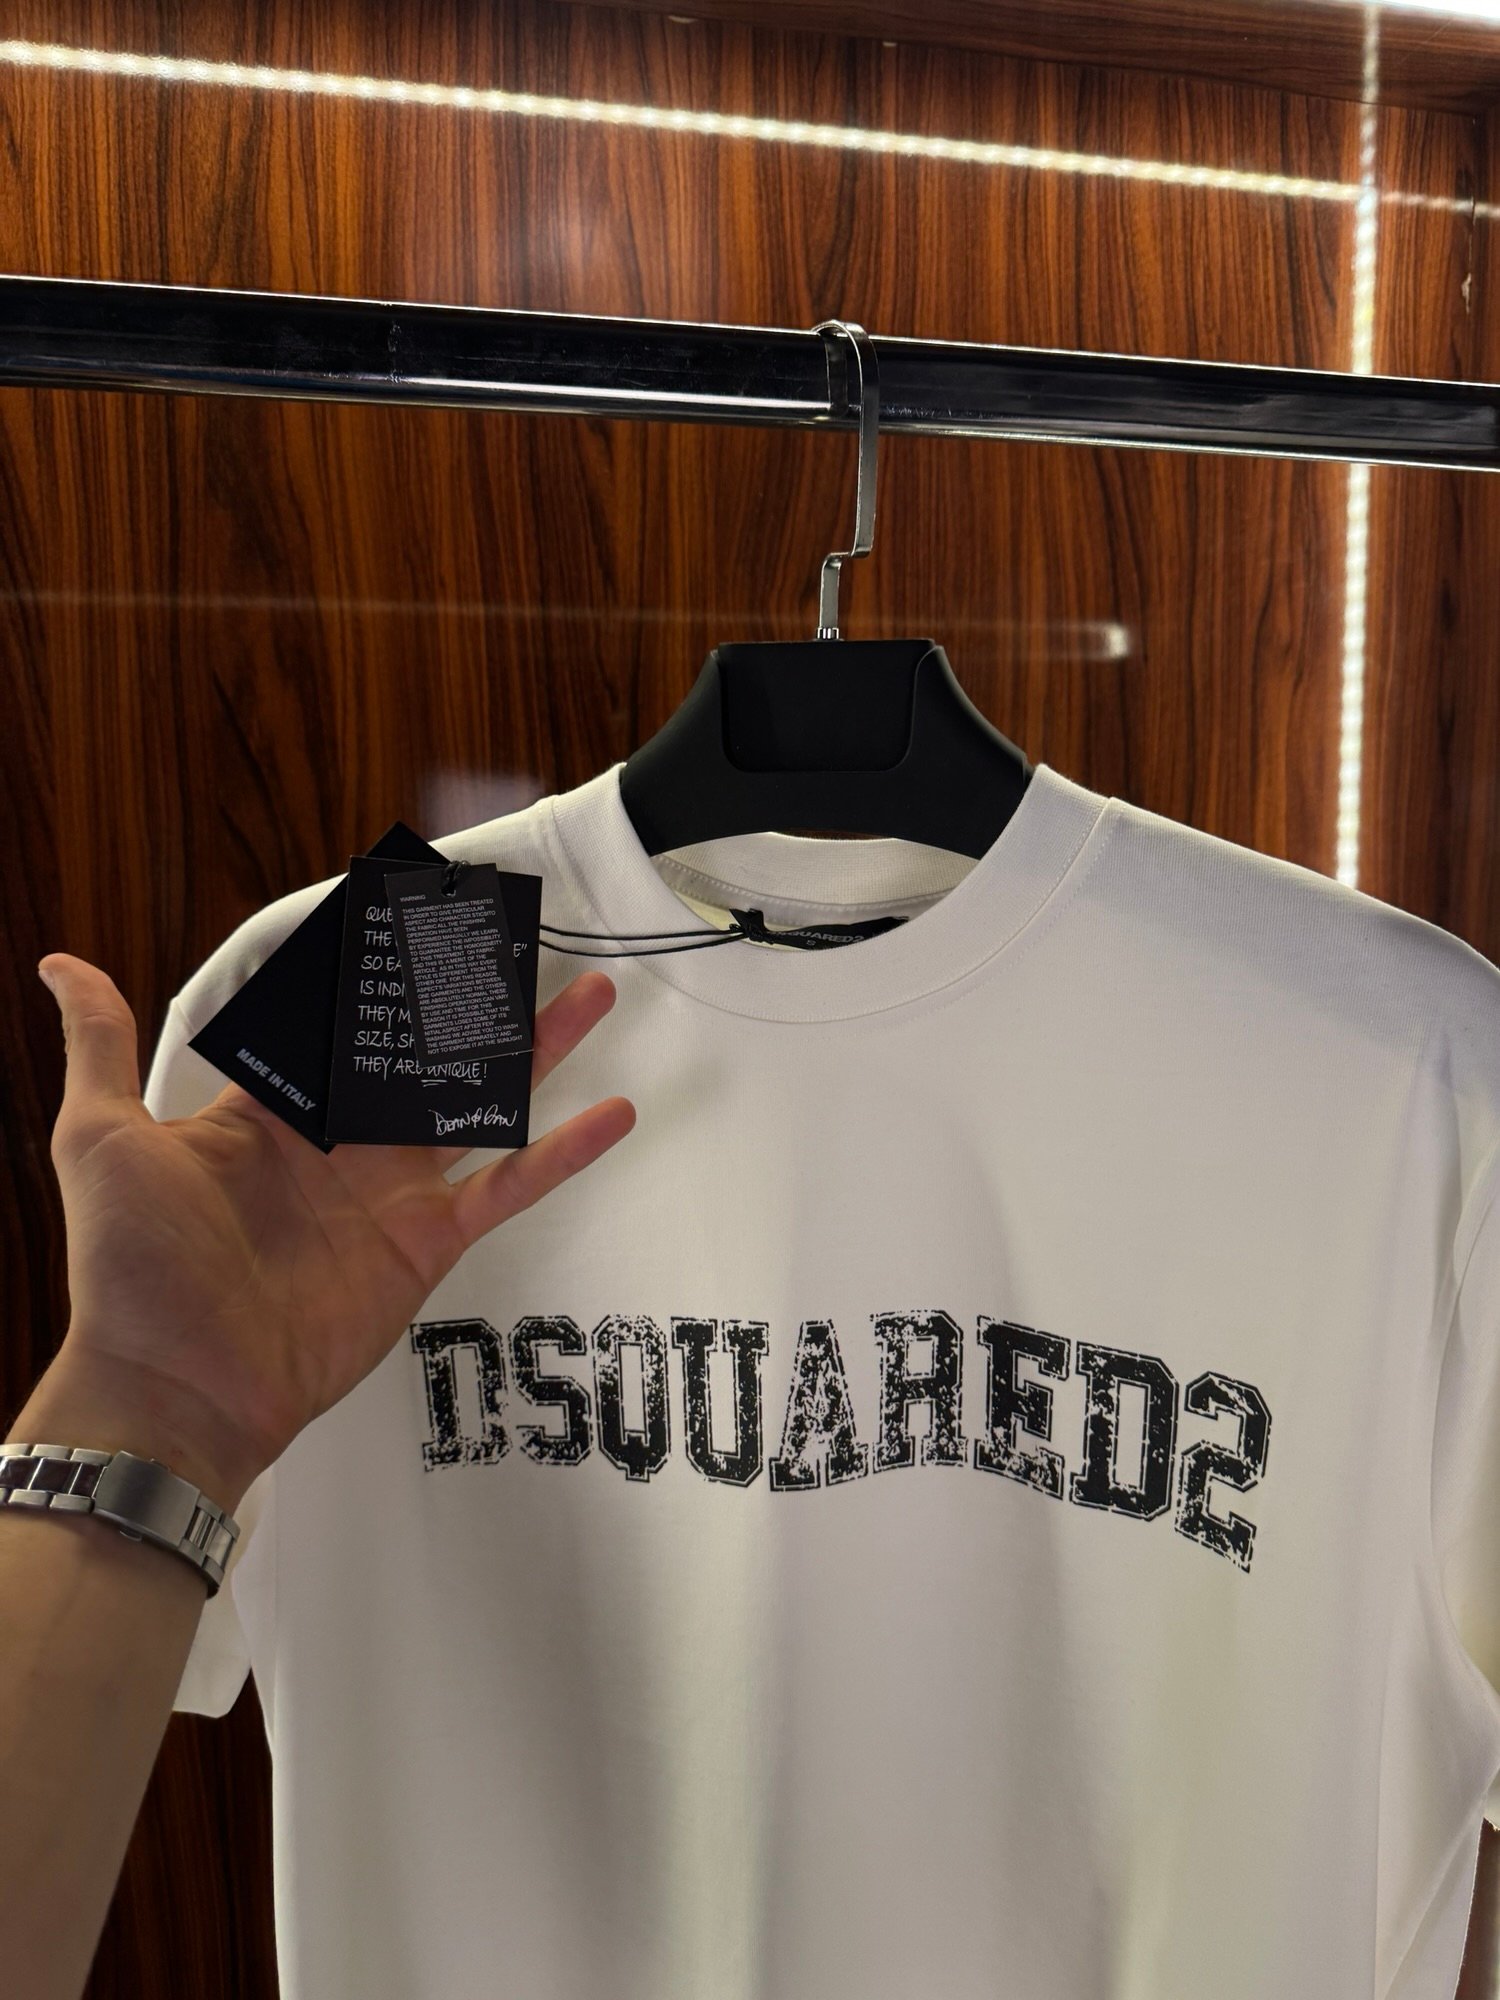 WARNING
THIS GARMENT HAS BEEN TREATED
IN ORDER TO GIVE PARTICULAR
ASPECT AND CHARACTER STICSITO
THE FABRIC ALL THE FINISHING
OPERATION HAVE BEEN
PERFORMED MANUALLY WE LEARN
BY EXPERIENCE THE IMPOSSIBILITY
TO GUARANTEE THE HOMOGENEITY
OF THIS TREATMENT ON FABRIC.
AND THIS IS A MERIT OF THE
ARTICLE. AS IN THIS WAY EVERY
STYLE IS DIFFERENT FROM THE
OTHER ONE FOR THIS REASON
ASPECT'S VARIATIONS BETWEEN
ONE GARMENTS AND THE OTHERS
ARE ABSOLUTELY NORMAL THESE
FINISHING OPERATIONS CAN VARY
BY USE AND TIME FOR THIS
REASON IT IS POSSIBLE THAT THE
GARMENTS LOSES SOME OF ITS
INITIAL ASPECT AFTER FEW
WASHING WE ADVISE YOU TO WASH
THE GARMENT SEPARATELY AND
NOT TO EXPOSE IT AT THE SUNLIGHT
QUE
THE
SO EA
IS INDI
THEY M
SIZE, SH
THEY ARE UNIQUE!
DEAN & DAN
MADE IN ITALY
DSQUARED2
S
DSQUARED2